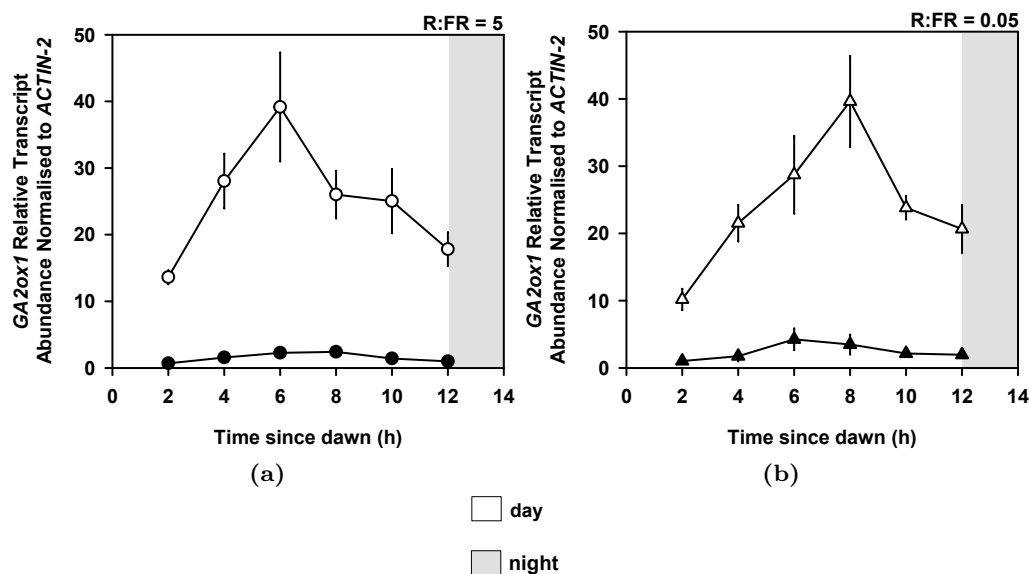 R:FR = 5
GA2ox1 Relative Transcript
Abundance Normalised to ACTIN-2
50
40
30
20
10
0
0 2 4 6 8 10 12 14
Time since dawn (h)
(a)
R:FR = 0.05
GA2ox1 Relative Transcript
Abundance Normalised to ACTIN-2
50
40
30
20
10
0
0 2 4 6 8 10 12 14
Time since dawn (h)
(b)
day
night